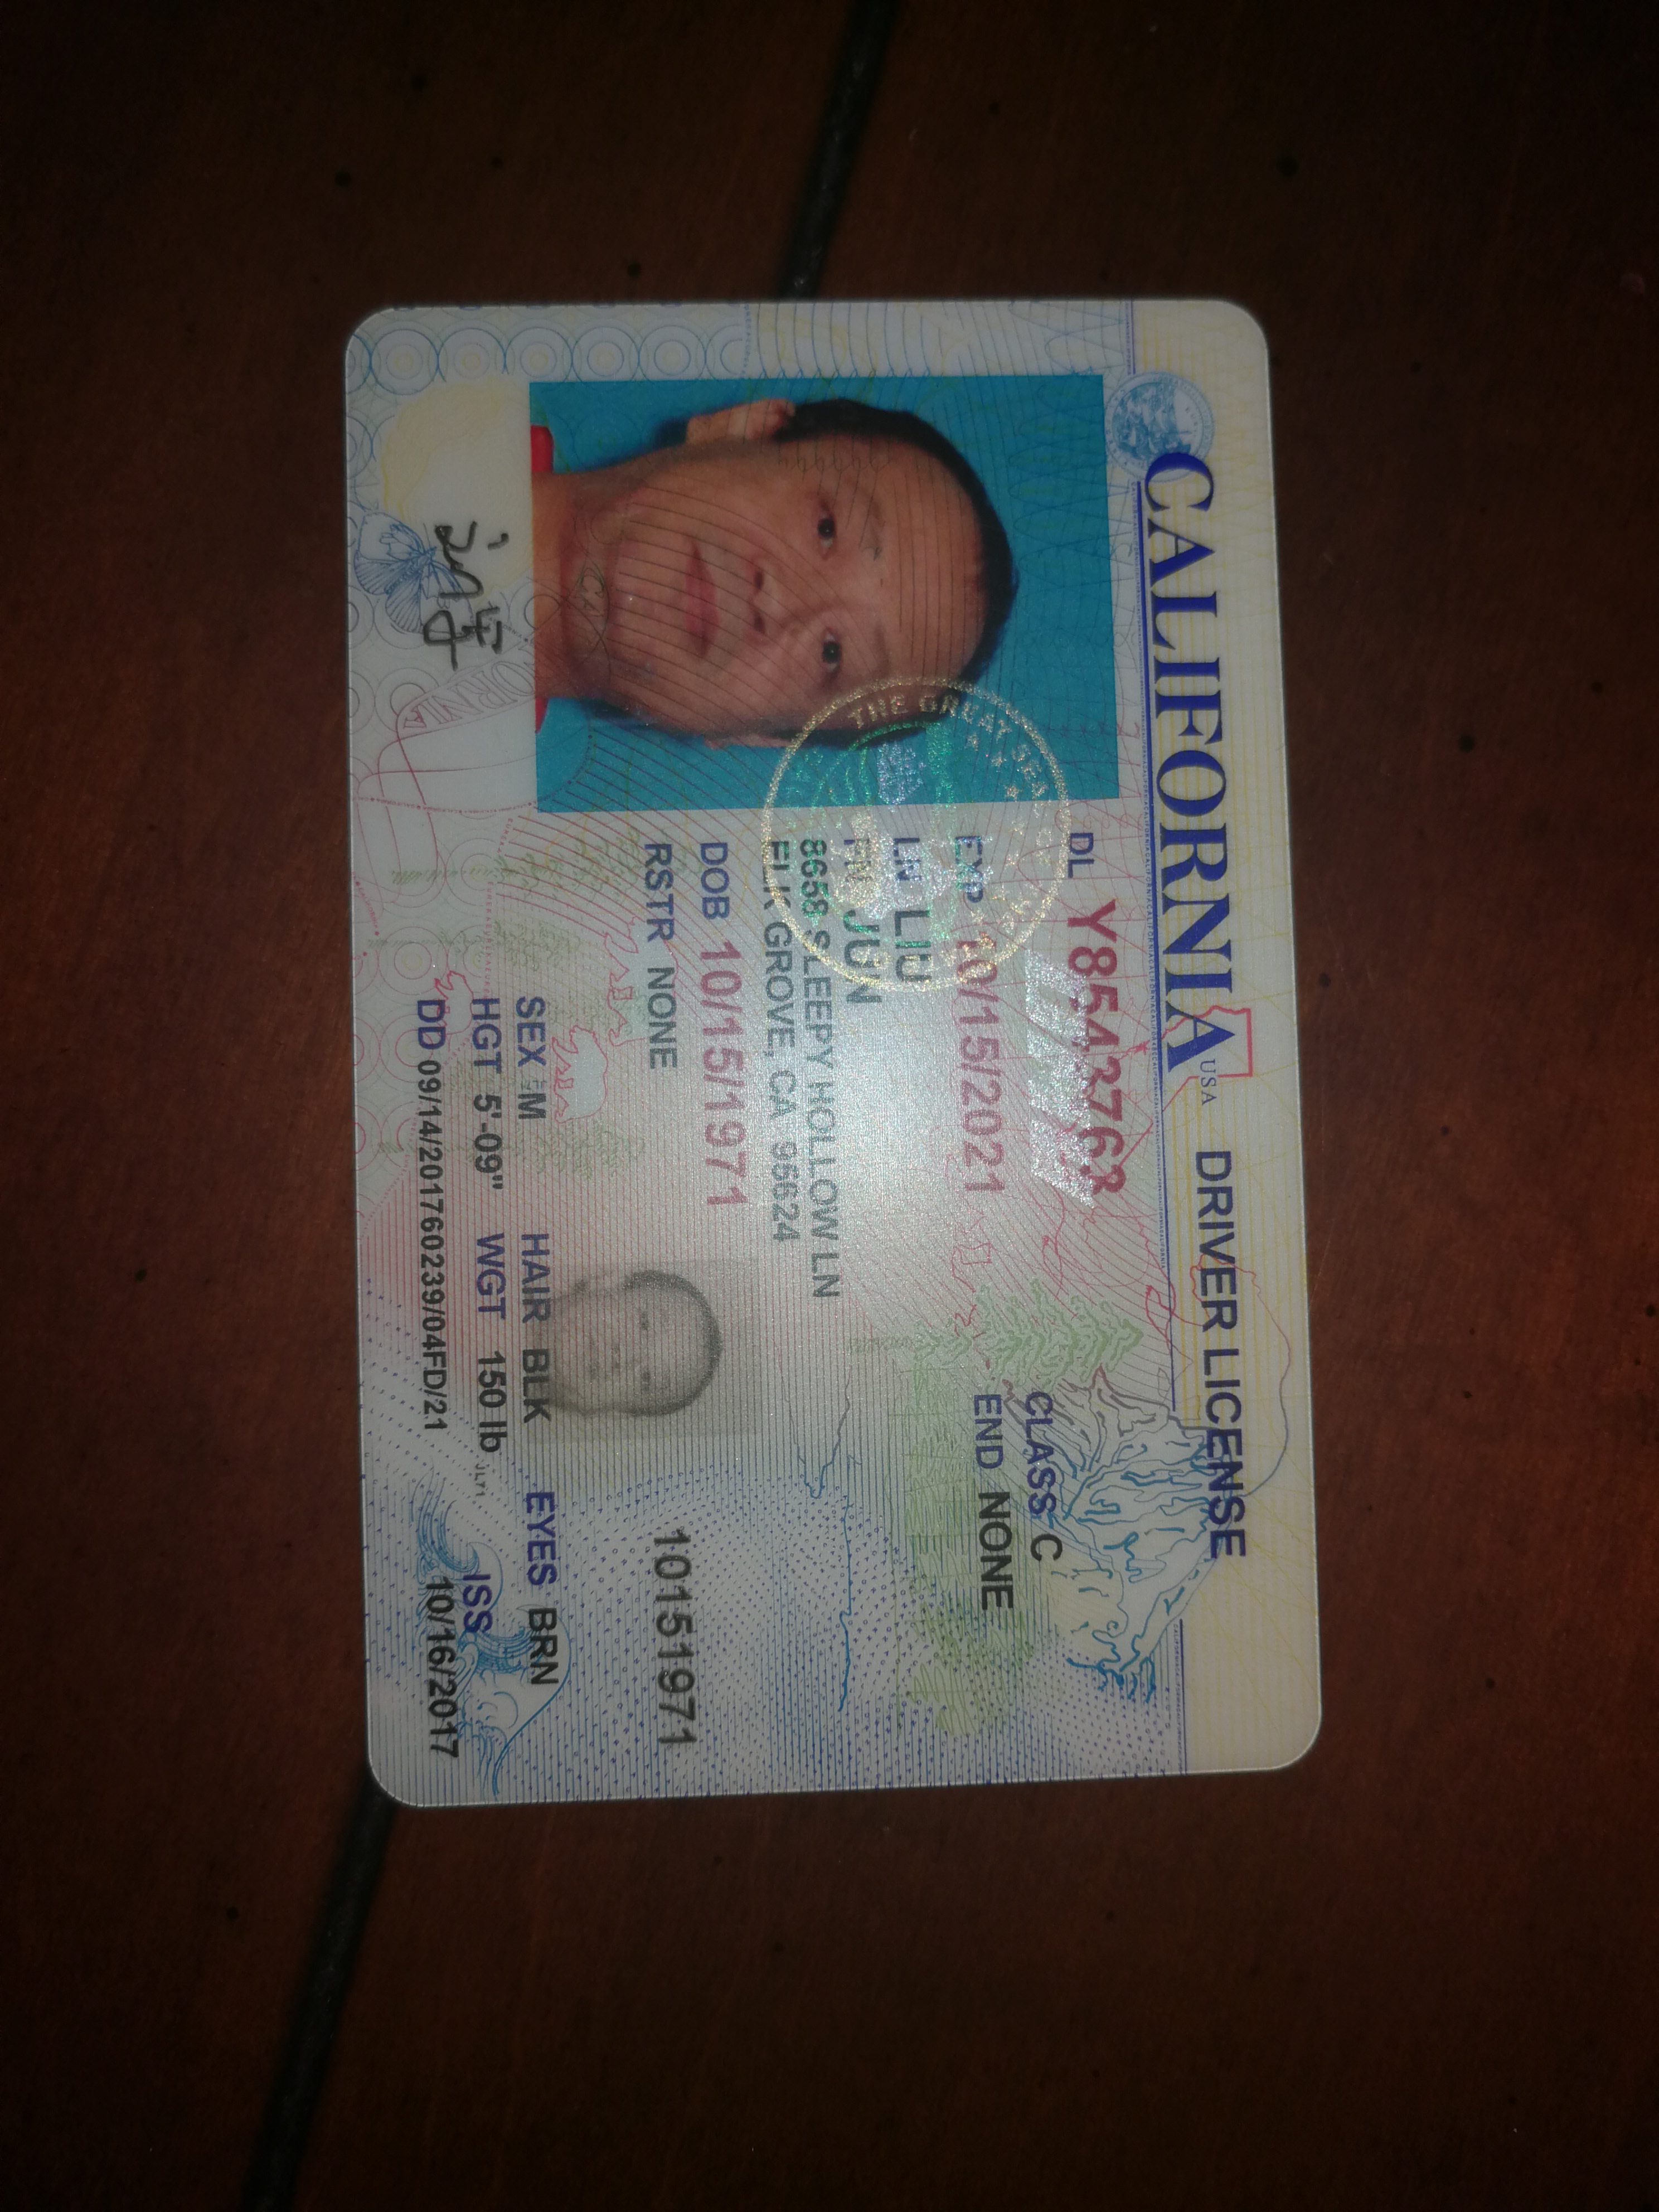 CALIFORNIA USA DRIVER LICENSE
DL Y8543763
CLASS C
EXP 10/15/2021
END NONE
LN LIU
FN JUN
8658 SLEEPY HOLLOW LN
ELK GROVE, CA 95624
DOB 10/15/1971
RSTR NONE
10151971
SEX M HAIR BLK EYES BRN
HGT 5'-09" WGT 150 lb ISS
DD 09/14/201760239/04FD/21 10/16/2017
THE GREAT SEAL